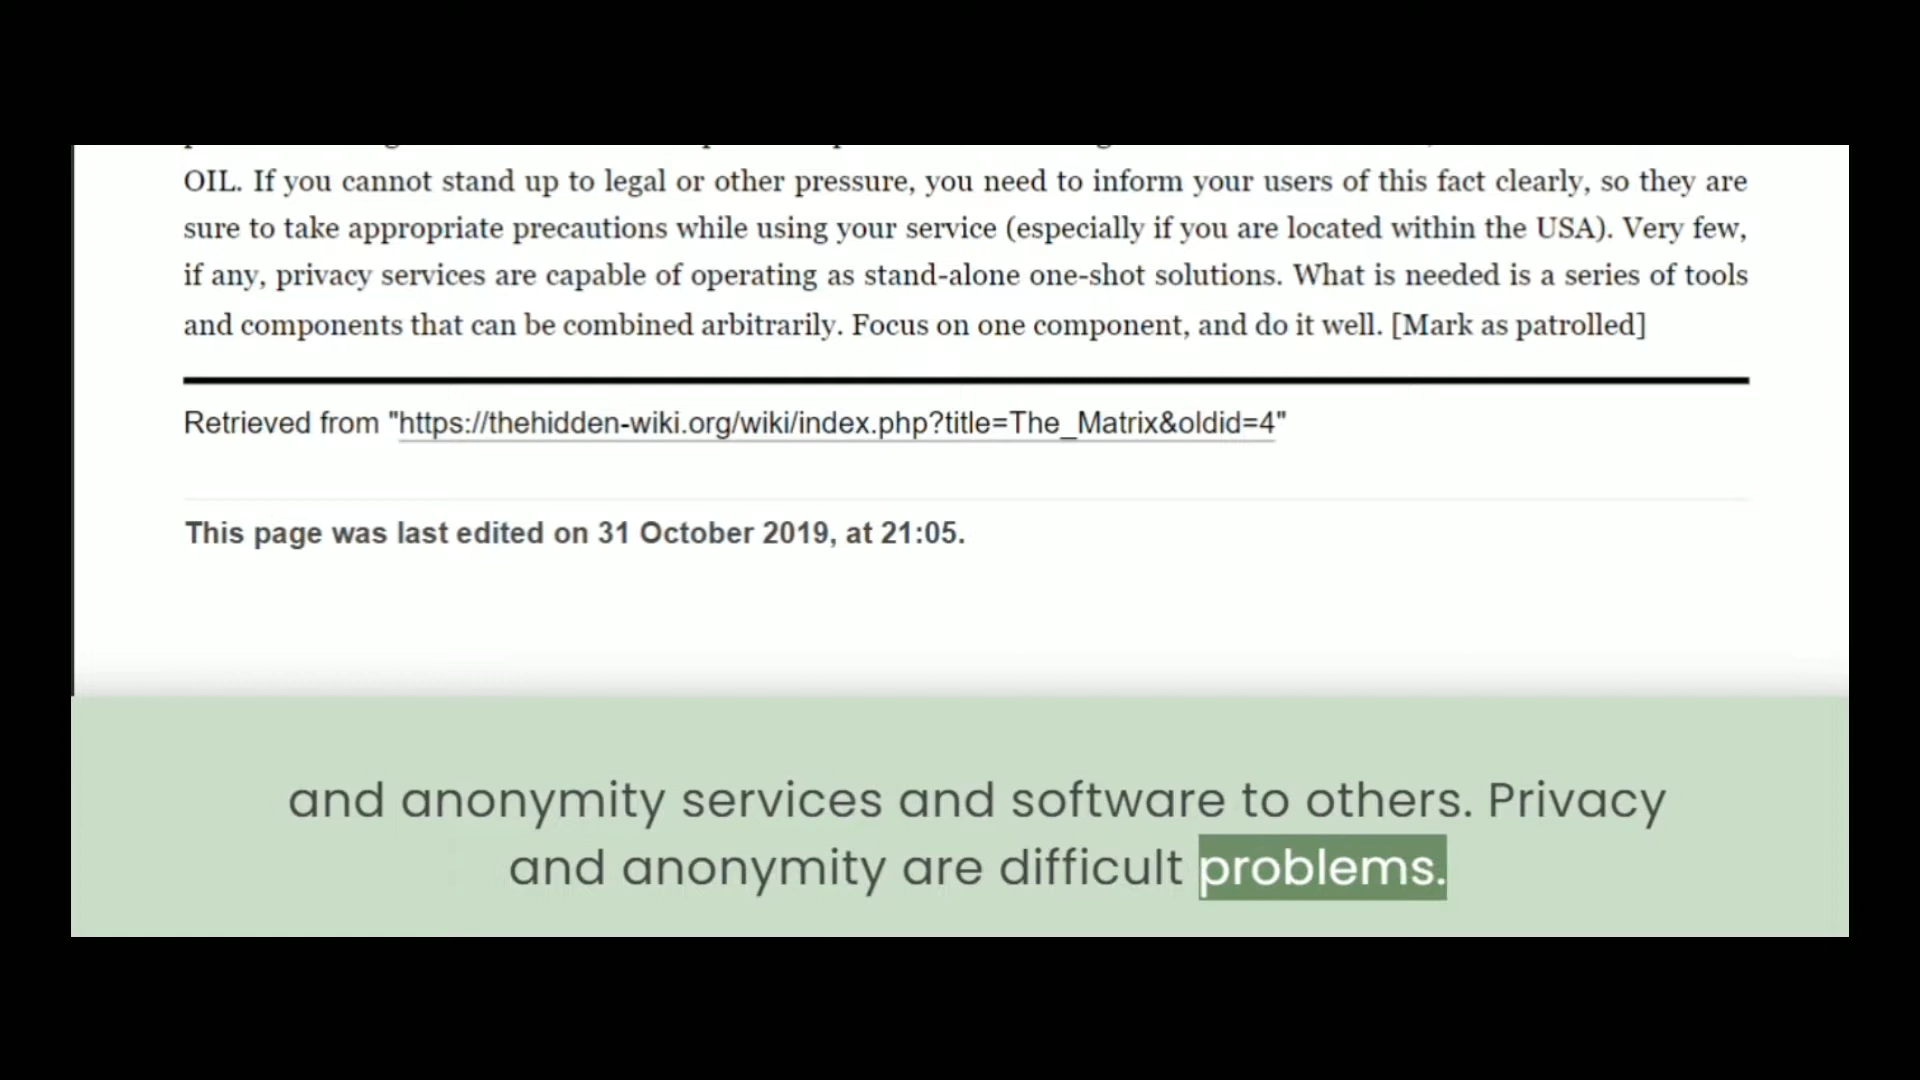 OIL. If you cannot stand up to legal or other pressure, you need to inform your users of this fact clearly, so they are
sure to take appropriate precautions while using your service (especially if you are located within the USA). Very few,
if any, privacy services are capable of operating as stand-alone one-shot solutions. What is needed is a series of tools
and components that can be combined arbitrarily. Focus on one component, and do it well. [Mark as patrolled]
Retrieved from "https://thehidden-wiki.org/wiki/index.php?title=The_Matrix&oldid=4"
This page was last edited on 31 October 2019, at 21:05.
and anonymity services and software to others. Privacy
and anonymity are difficult problems.